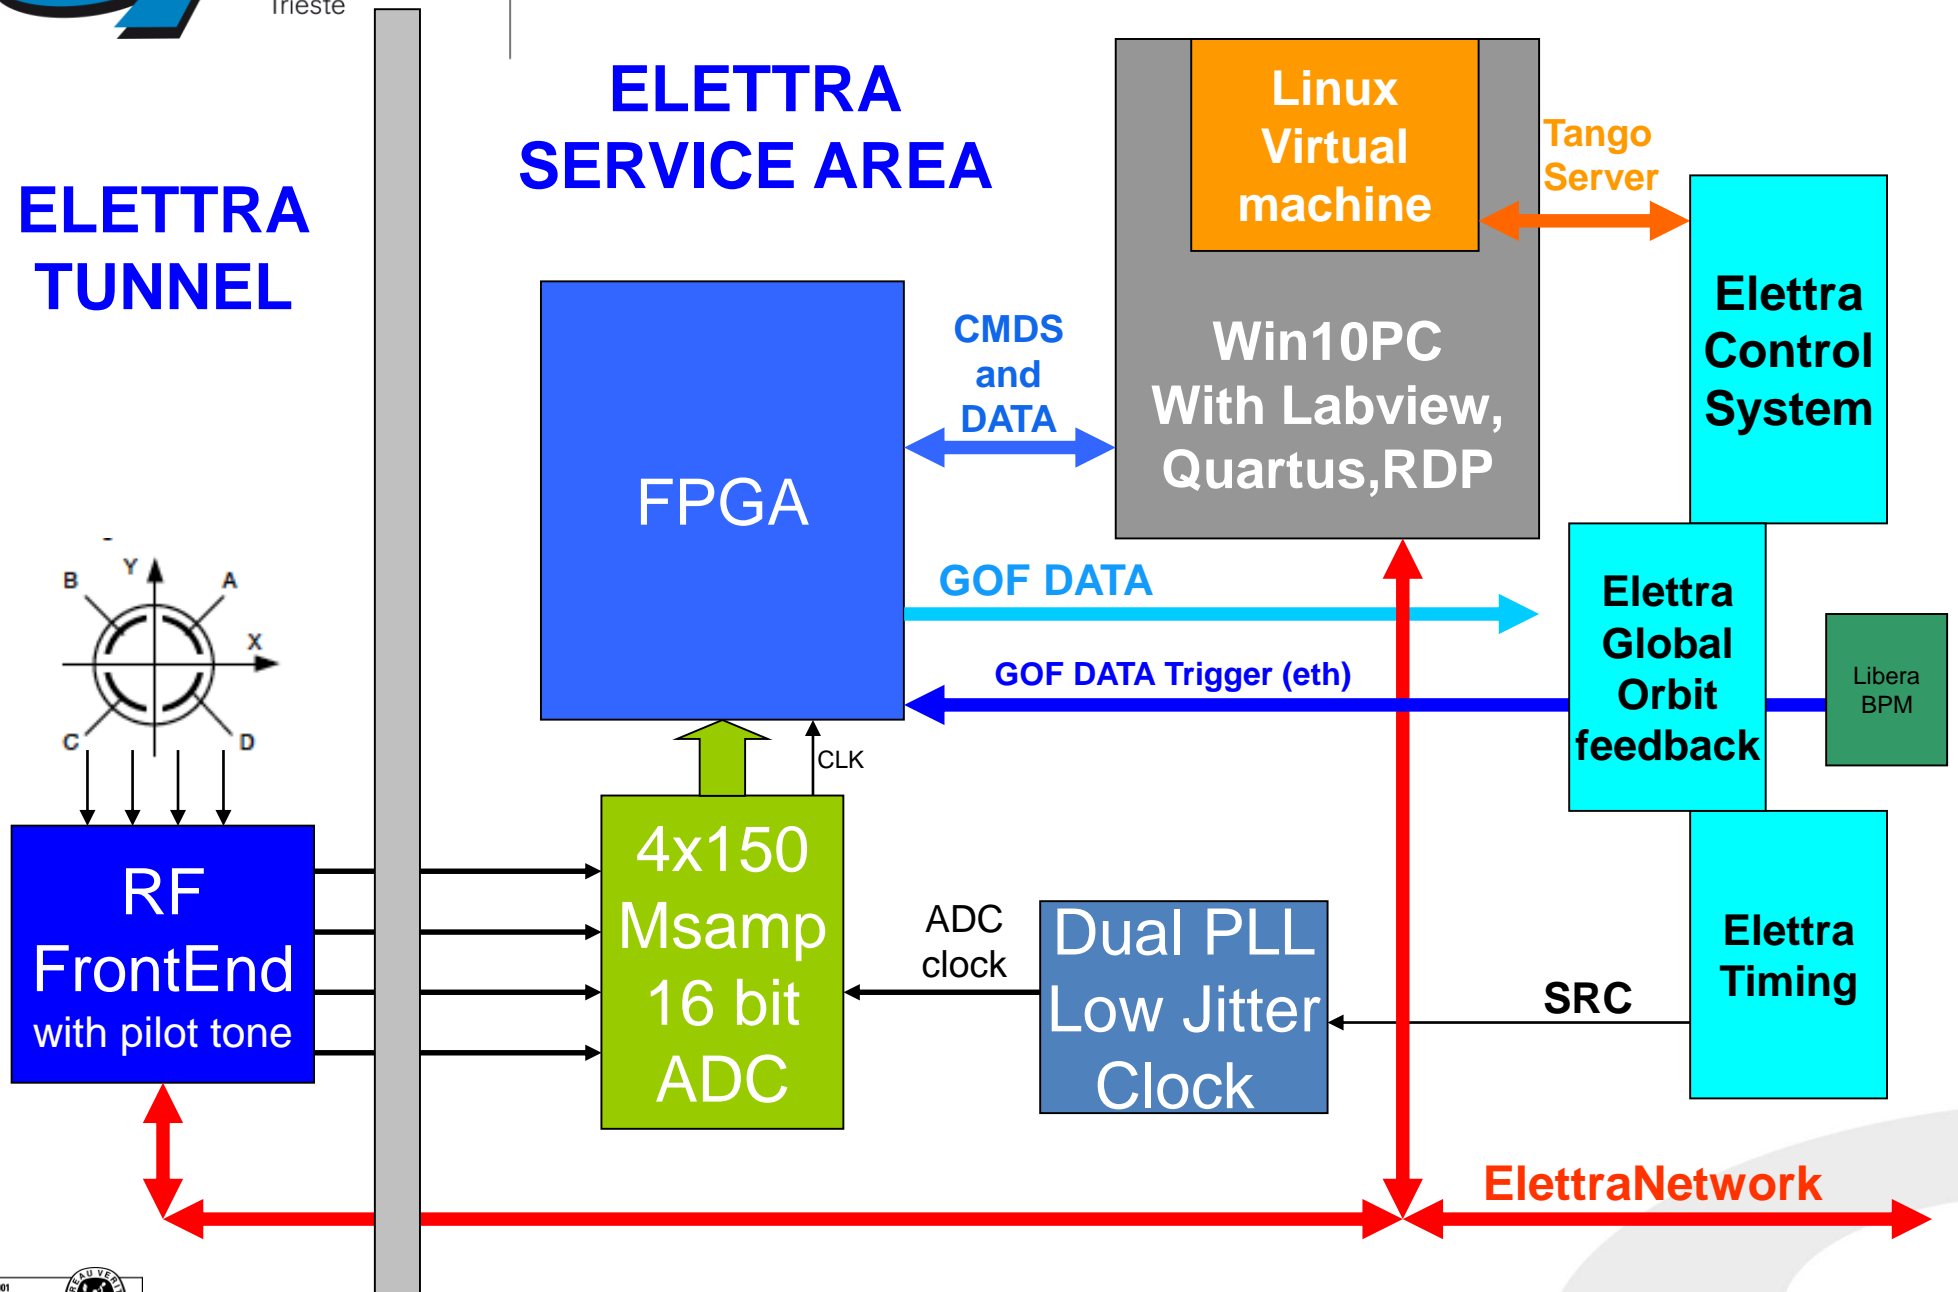 Trieste
ELETTRA
TUNNEL
ELETTRA
SERVICE AREA
Linux
Virtual
machine
Tango
Server
Win10PC
With Labview,
Quartus,RDP
Elettra
Control
System
CMDS
and
DATA
FPGA
GOF DATA
GOF DATA Trigger (eth)
Elettra
Global
Orbit
feedback
Libera
BPM
B
Y
A
X
C
D
CLK
RF
FrontEnd
with pilot tone
4x150
Msamp
16 bit
ADC
ADC
clock
Dual PLL
Low Jitter
Clock
SRC
Elettra
Timing
ElettraNetwork